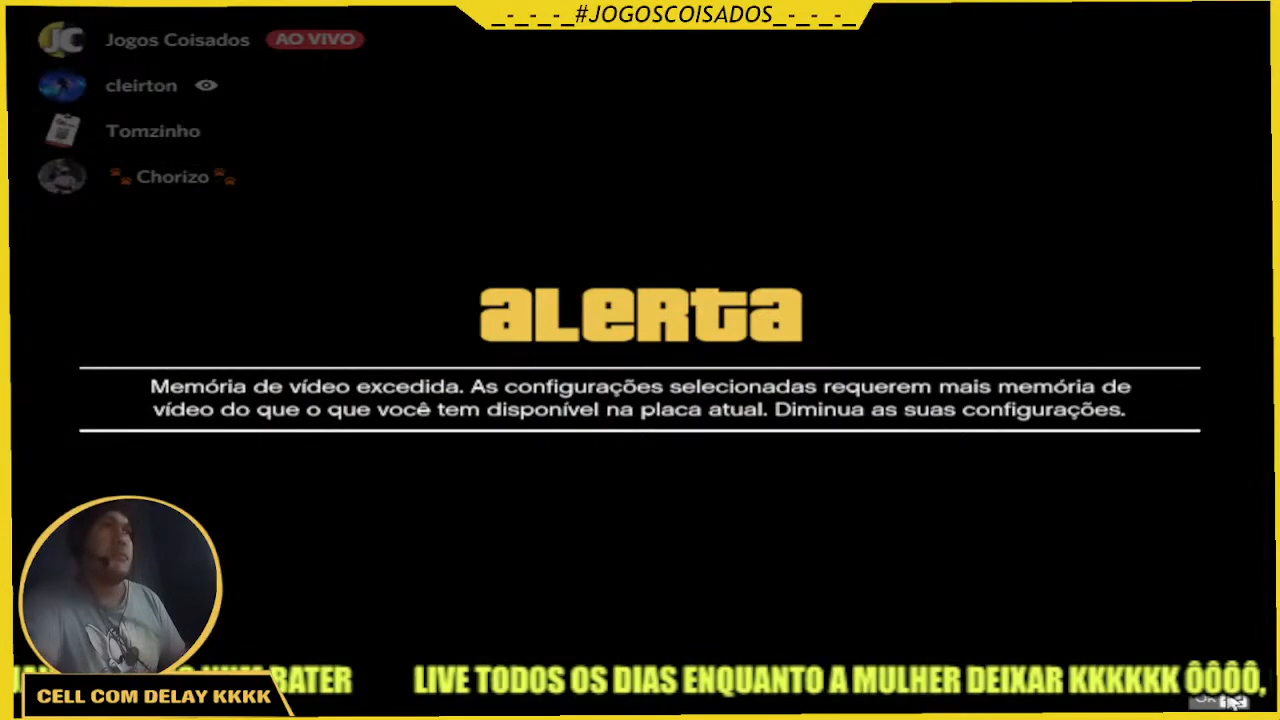 _-_-_-_#JOGOSCOISADOS_-_-_-_
JC Jogos Coisados AO VIVO
cleirton
Tomzinho
Chorizo
ALERTA
Memória de vídeo excedida. As configurações selecionadas requerem mais memória de
vídeo do que o que você tem disponível na placa atual. Diminua as suas configurações.
BATER LIVE TODOS OS DIAS ENQUANTO A MULHER DEIXAR KKKKKK ÔÔÔÔ,
CELL COM DELAY KKKK